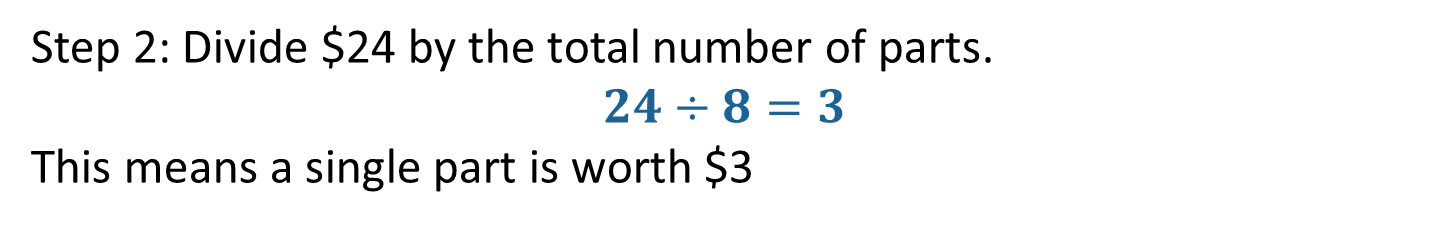 Step 2: Divide $24 by the total number of parts.
24 ÷ 8 = 3
This means a single part is worth $3